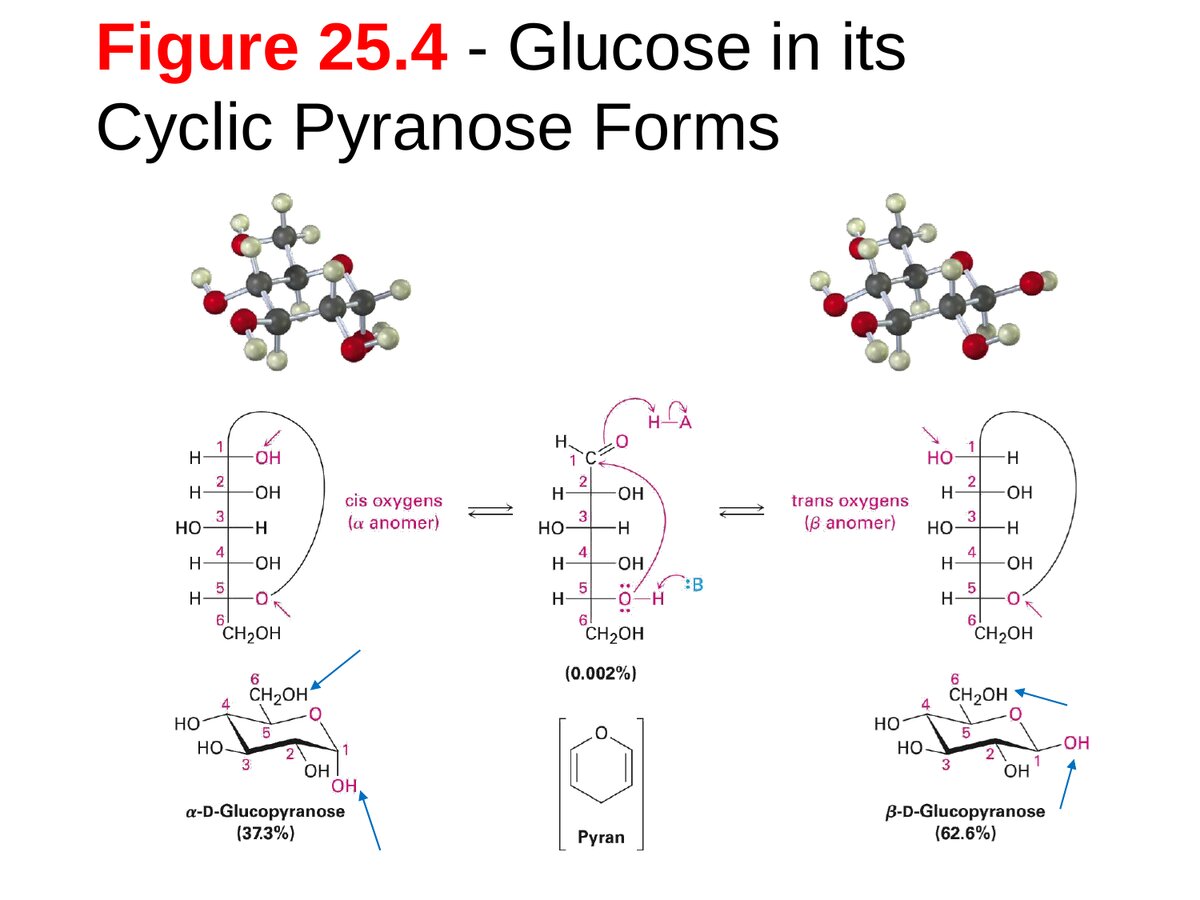 Figure 25.4 - Glucose in its
Cyclic Pyranose Forms
H
1
OH
H
2
OH
HO
3
H
H
4
OH
H
5
O
6
CH₂OH
cis oxygens
(α anomer)
H—A
H
O
1
C
H
2
OH
HO
3
H
H
4
OH
H
5
O—H
:B
6
CH₂OH
(0.002%)
trans oxygens
(β anomer)
HO
1
H
H
2
OH
HO
3
H
H
4
OH
H
5
O
6
CH₂OH
6
CH₂OH
4
HO
5
O
HO
3
2
1
OH
OH
α-D-Glucopyranose
(37.3%)
O
Pyran
6
CH₂OH
4
HO
5
O
HO
3
2
1
OH
OH
β-D-Glucopyranose
(62.6%)